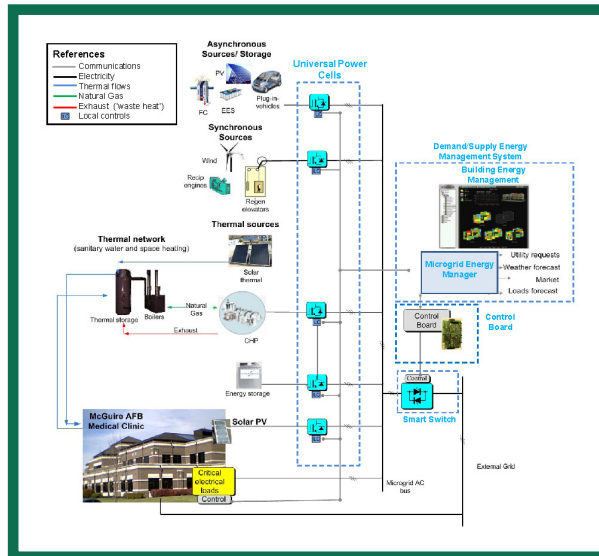 References
Communications
Electricity
Thermal flows
Natural Gas
Exhaust ('waste heat')
Local controls
Asynchronous
Sources/ Storage
PV
FC
EES
Plug-in-
vehicles
Universal Power
Cells
Synchronous
Sources
Wind
Recip
engines
Regen
elevators
Demand/Supply Energy
Management System
Building Energy
Management
Microgrid Energy
Manager
Utility requests
Weather forecast
Market
Loads forecast
Thermal sources
Solar
thermal
Thermal network
(sanitary water and space heating)
Thermal storage
Boilers
Natural
Gas
Exhaust
CHP
Control
Board
Control
Board
Energy storage
Control
Smart Switch
McGuire AFB
Medical Clinic
Solar PV
Critical
electrical
loads
Control
Microgrid AC
bus
External Grid